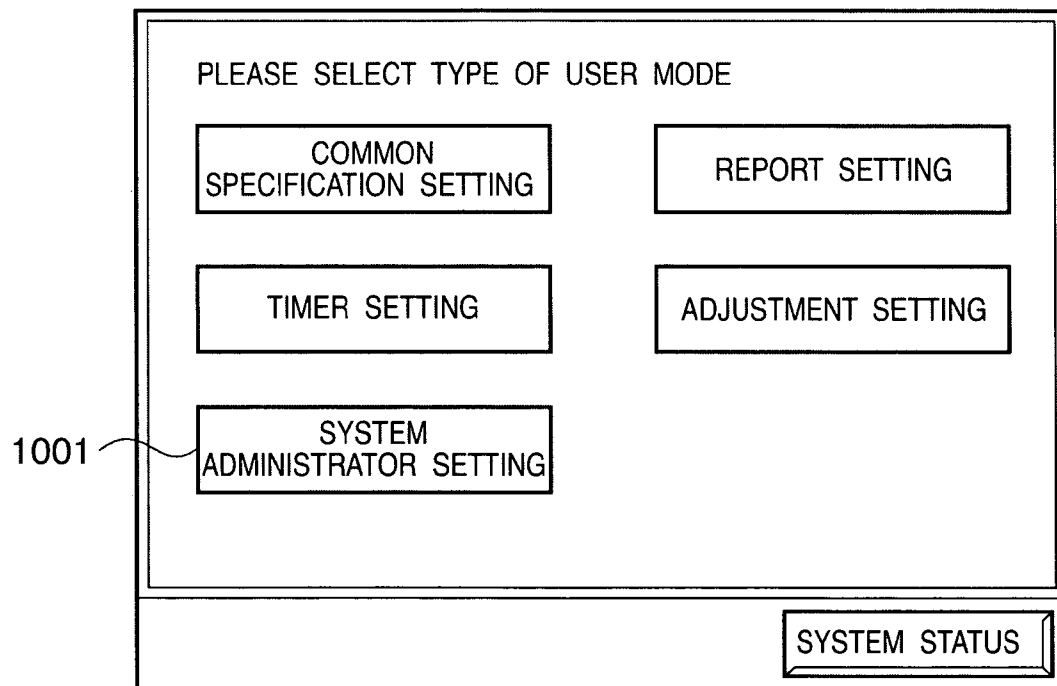 PLEASE SELECT TYPE OF USER MODE
COMMON
SPECIFICATION SETTING
REPORT SETTING
TIMER SETTING
ADJUSTMENT SETTING
1001
SYSTEM
ADMINISTRATOR SETTING
SYSTEM STATUS